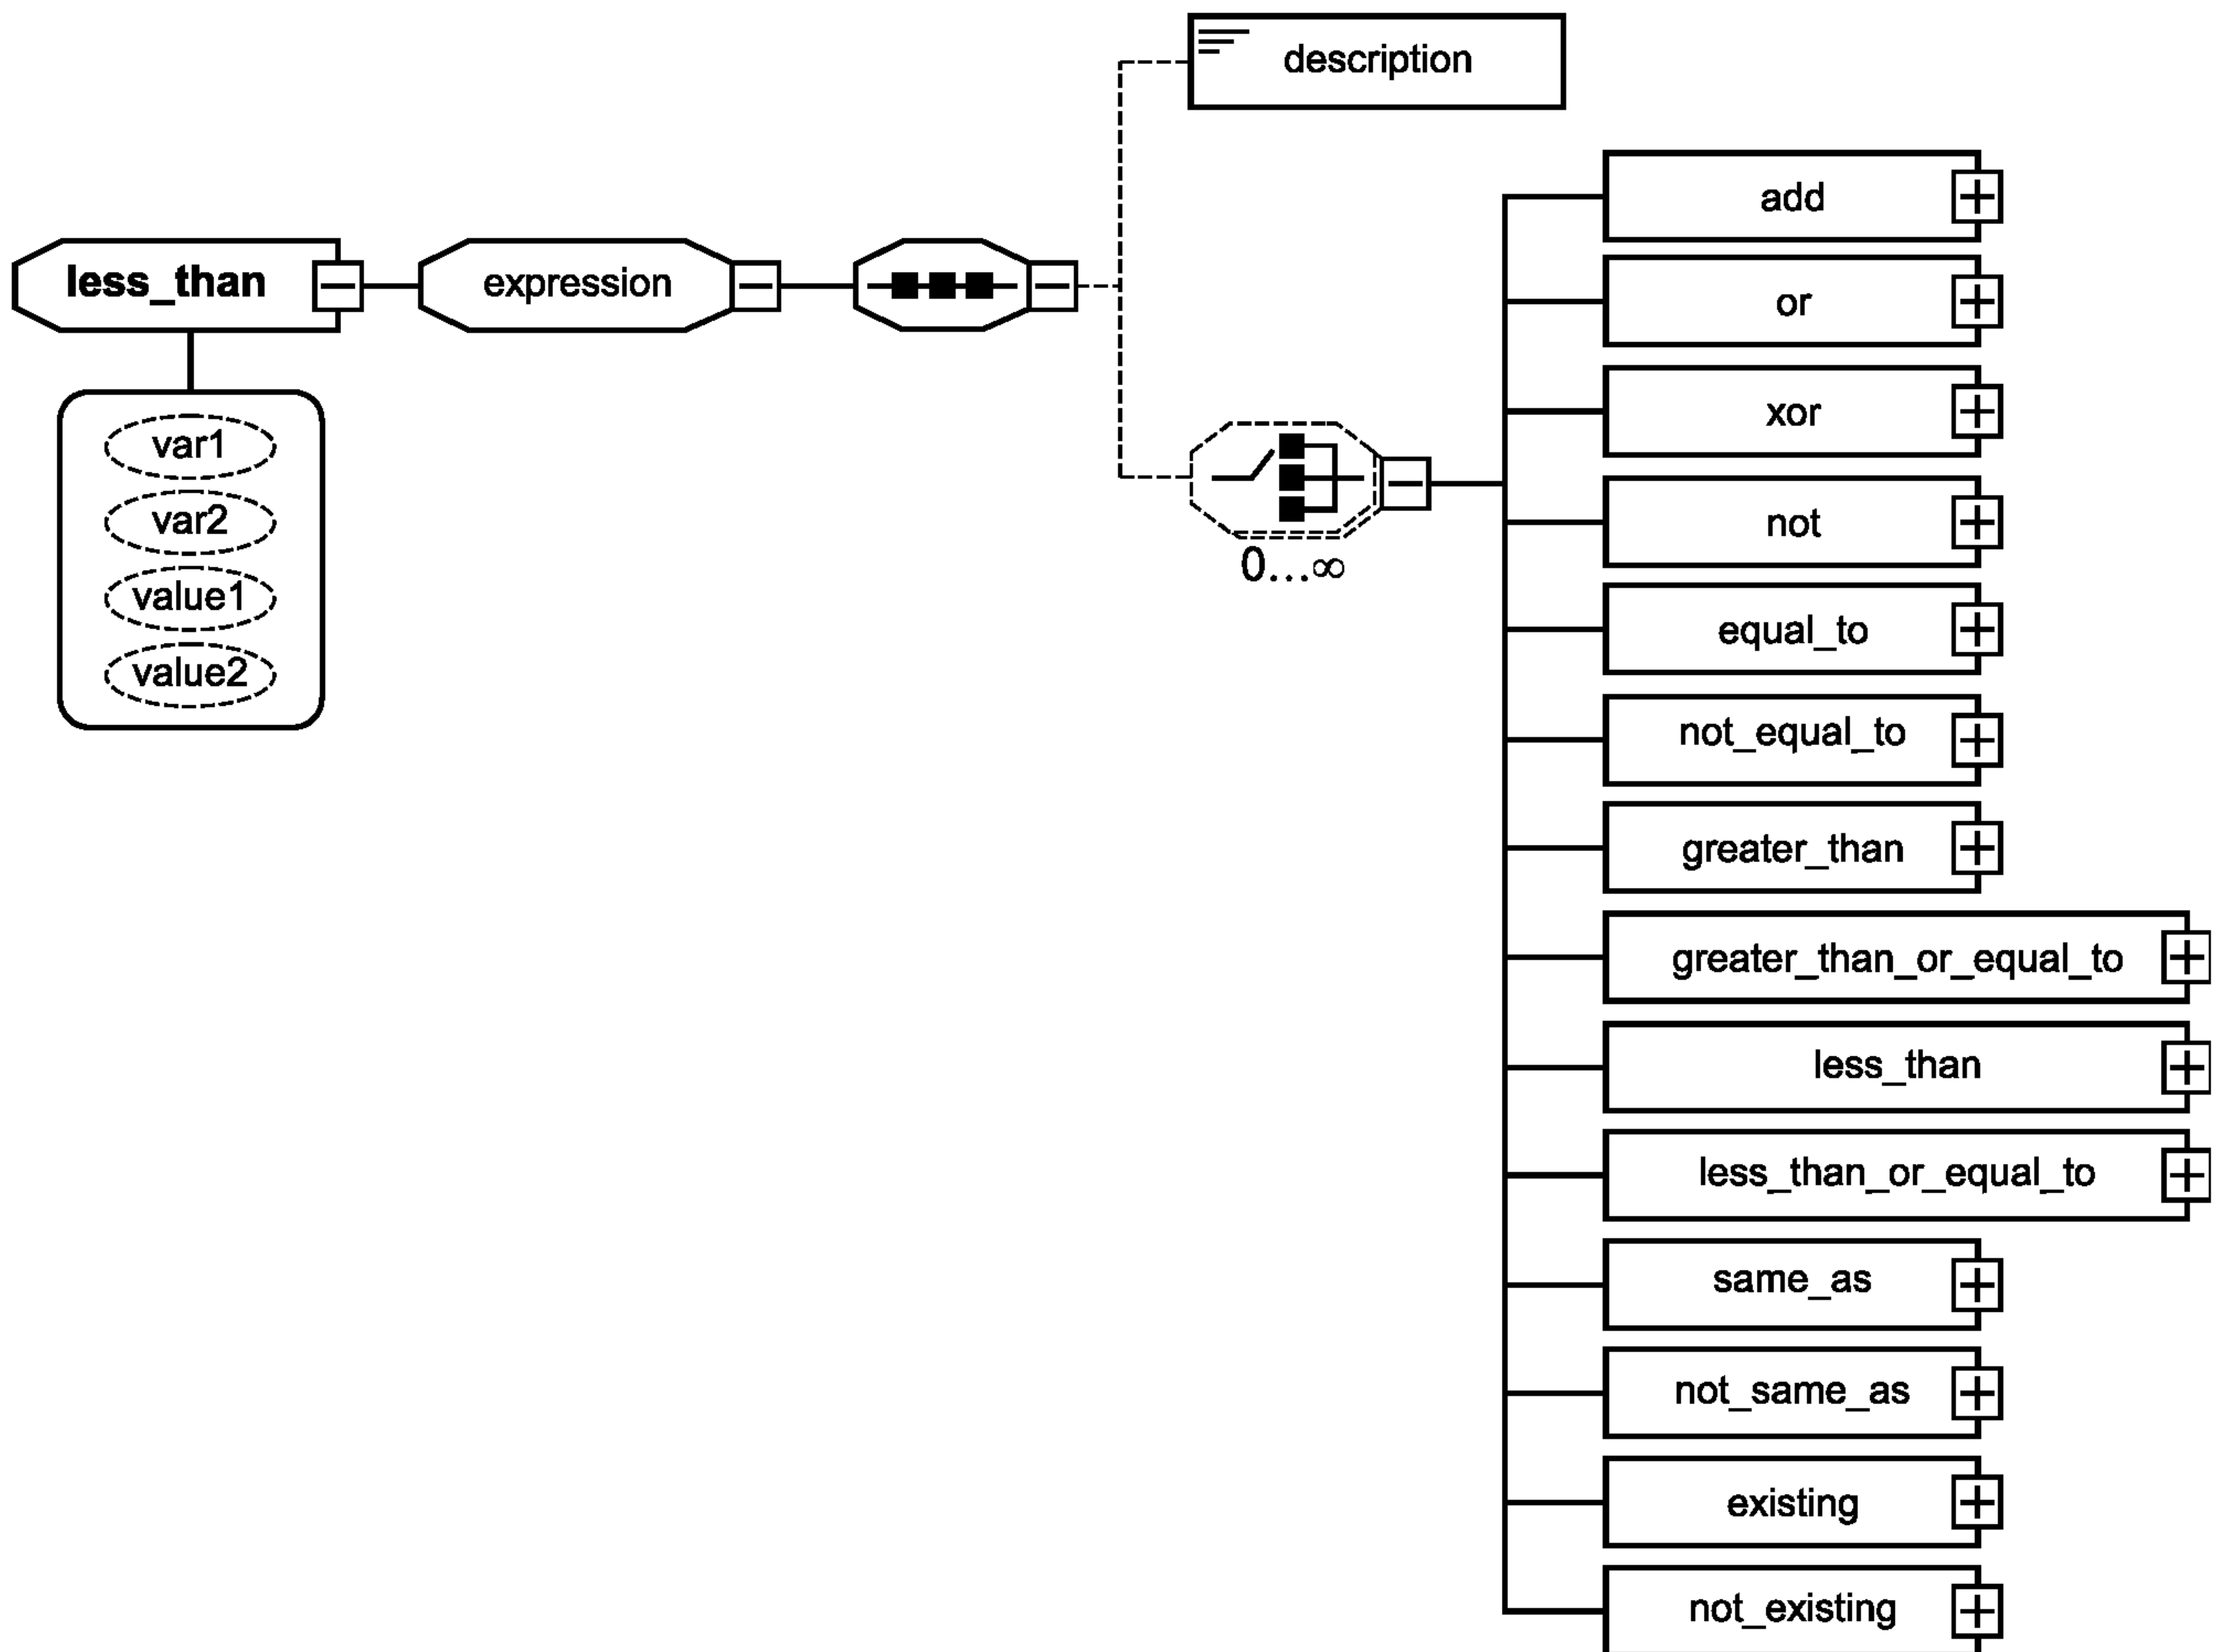 description
less_than
expression
var1
var2
value1
value2
0...∞
add
or
xor
not
equal_to
not_equal_to
greater_than
greater_than_or_equal_to
less_than
less_than_or_equal_to
same_as
not_same_as
existing
not_existing